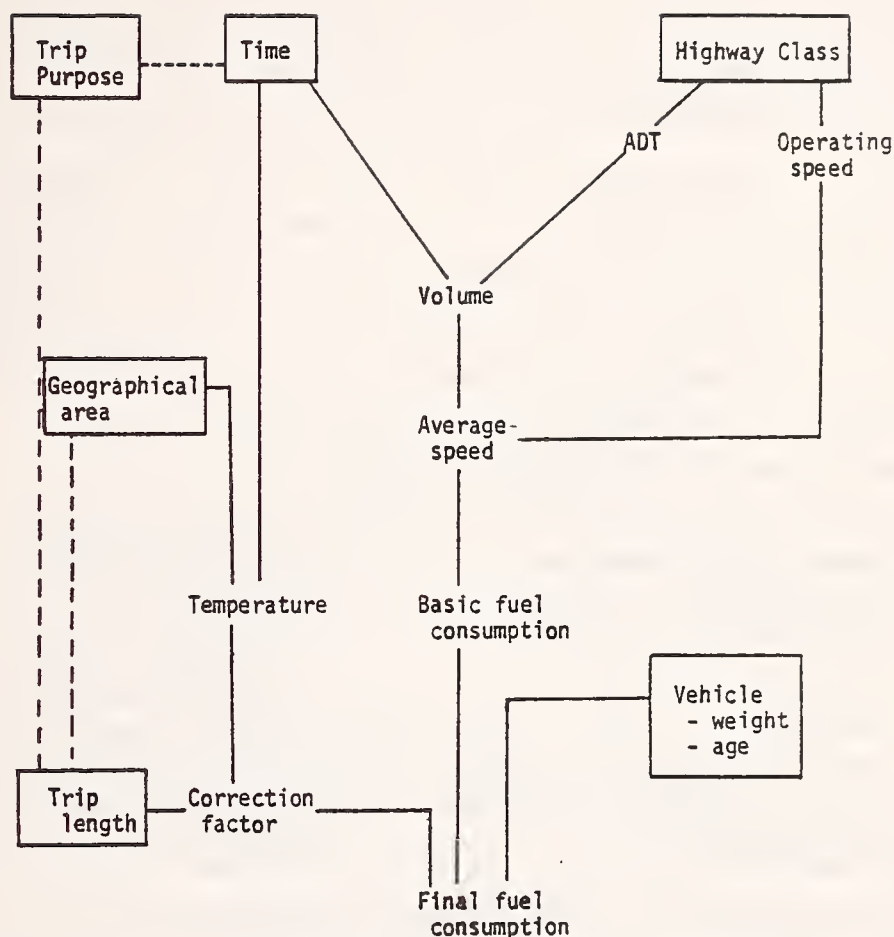 Trip
Purpose
Time
Highway Class
ADT
Operating
speed
Volume
Geographical
area
Average-
speed
Temperature
Basic fuel
consumption
Vehicle
- weight
- age
Trip
length
Correction
factor
Final fuel
consumption